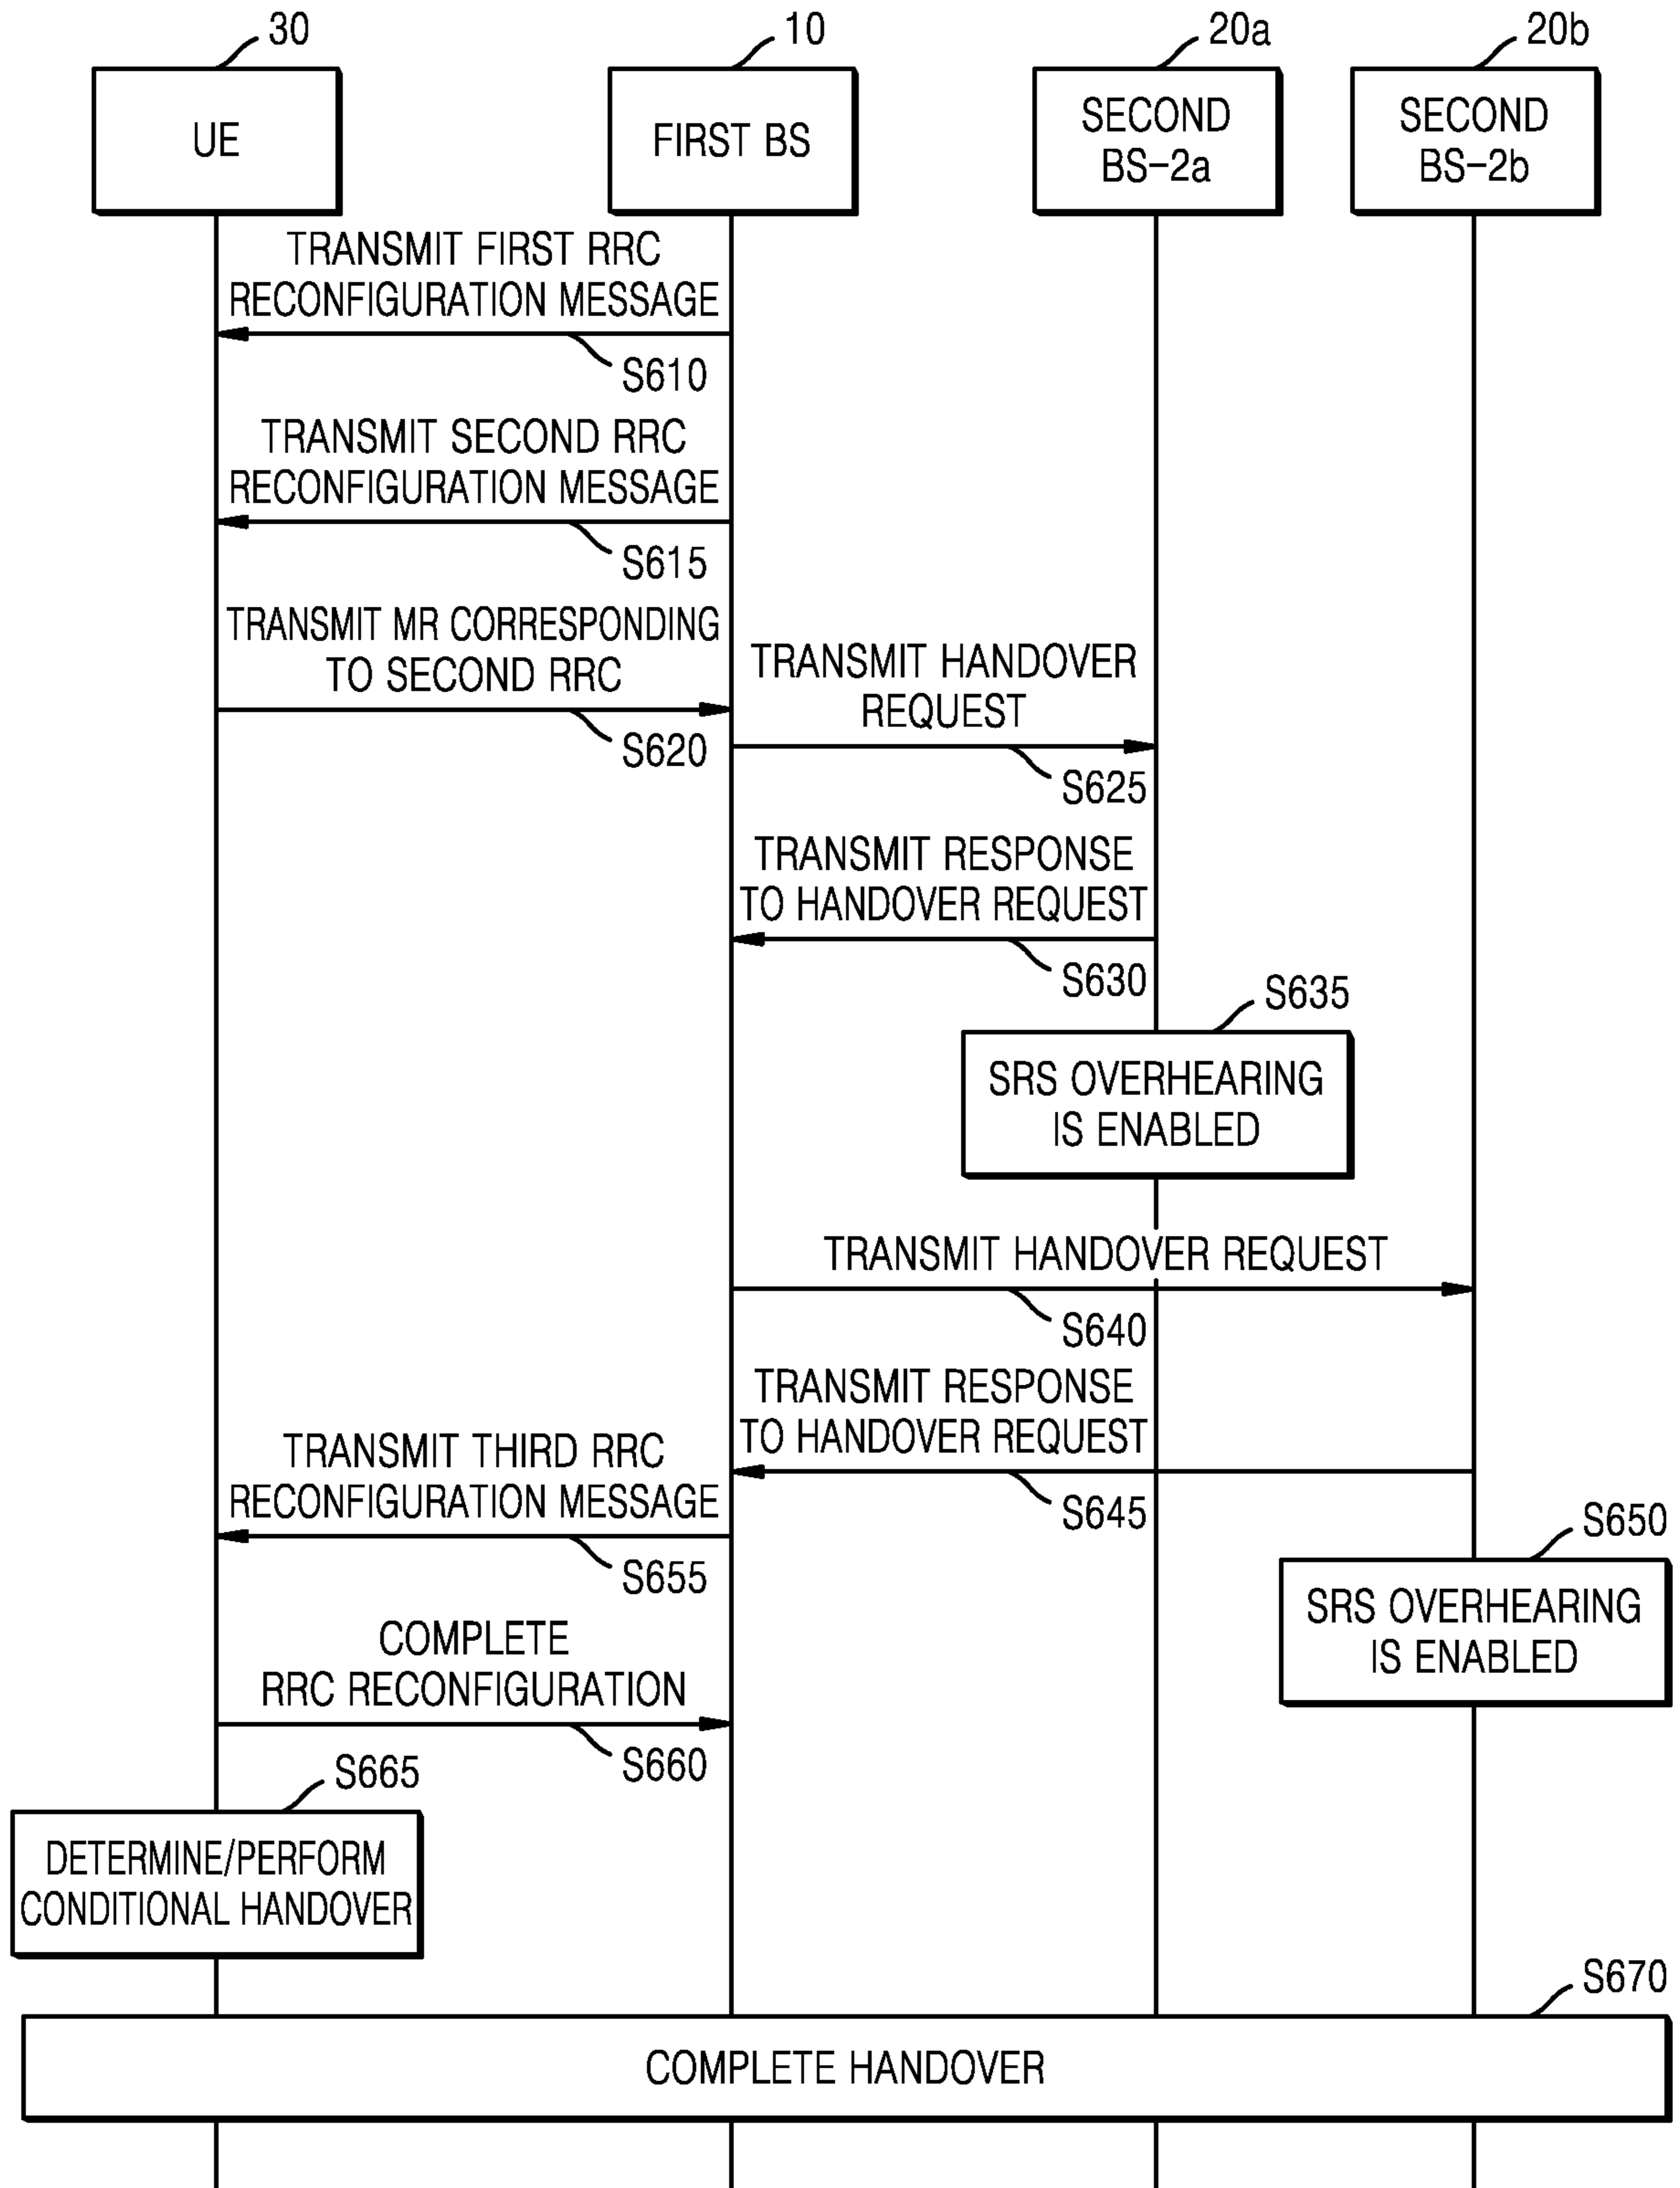 30
10
20a
20b
UE
FIRST BS
SECOND
BS-2a
SECOND
BS-2b
TRANSMIT FIRST RRC
RECONFIGURATION MESSAGE
S610
TRANSMIT SECOND RRC
RECONFIGURATION MESSAGE
S615
TRANSMIT MR CORRESPONDING
TO SECOND RRC
S620
TRANSMIT HANDOVER
REQUEST
S625
TRANSMIT RESPONSE
TO HANDOVER REQUEST
S630
S635
SRS OVERHEARING
IS ENABLED
TRANSMIT HANDOVER REQUEST
S640
TRANSMIT RESPONSE
TO HANDOVER REQUEST
S645
S650
SRS OVERHEARING
IS ENABLED
TRANSMIT THIRD RRC
RECONFIGURATION MESSAGE
S655
COMPLETE
RRC RECONFIGURATION
S660
S665
DETERMINE/PERFORM
CONDITIONAL HANDOVER
S670
COMPLETE HANDOVER